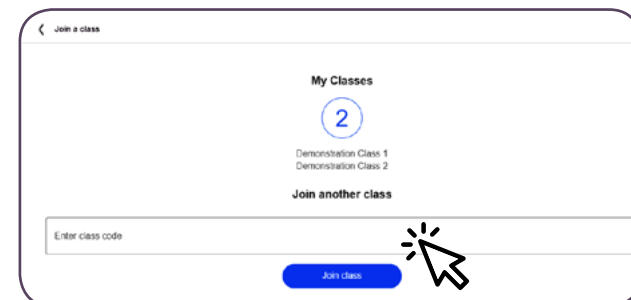 Join a class
My Classes
2
Demonstration Class 1
Demonstration Class 2
Join another class
Enter class code
Join class